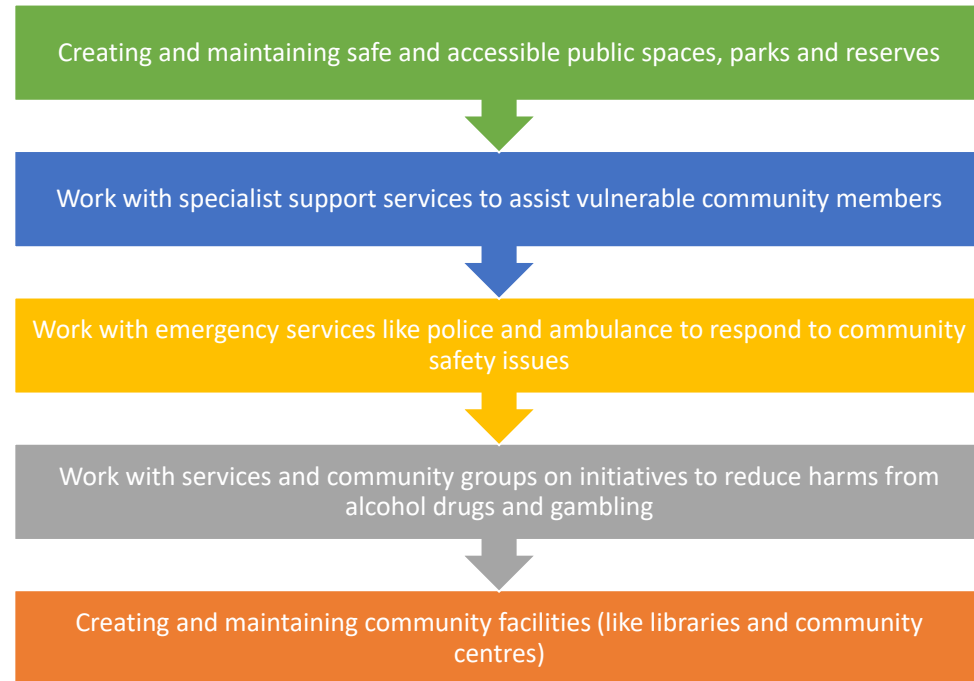 Creating and maintaining safe and accessible public spaces, parks and reserves
Work with specialist support services to assist vulnerable community members
Work with emergency services like police and ambulance to respond to community
safety issues
Work with services and community groups on initiatives to reduce harms from
alcohol drugs and gambling
Creating and maintaining community facilities (like libraries and community
centres)